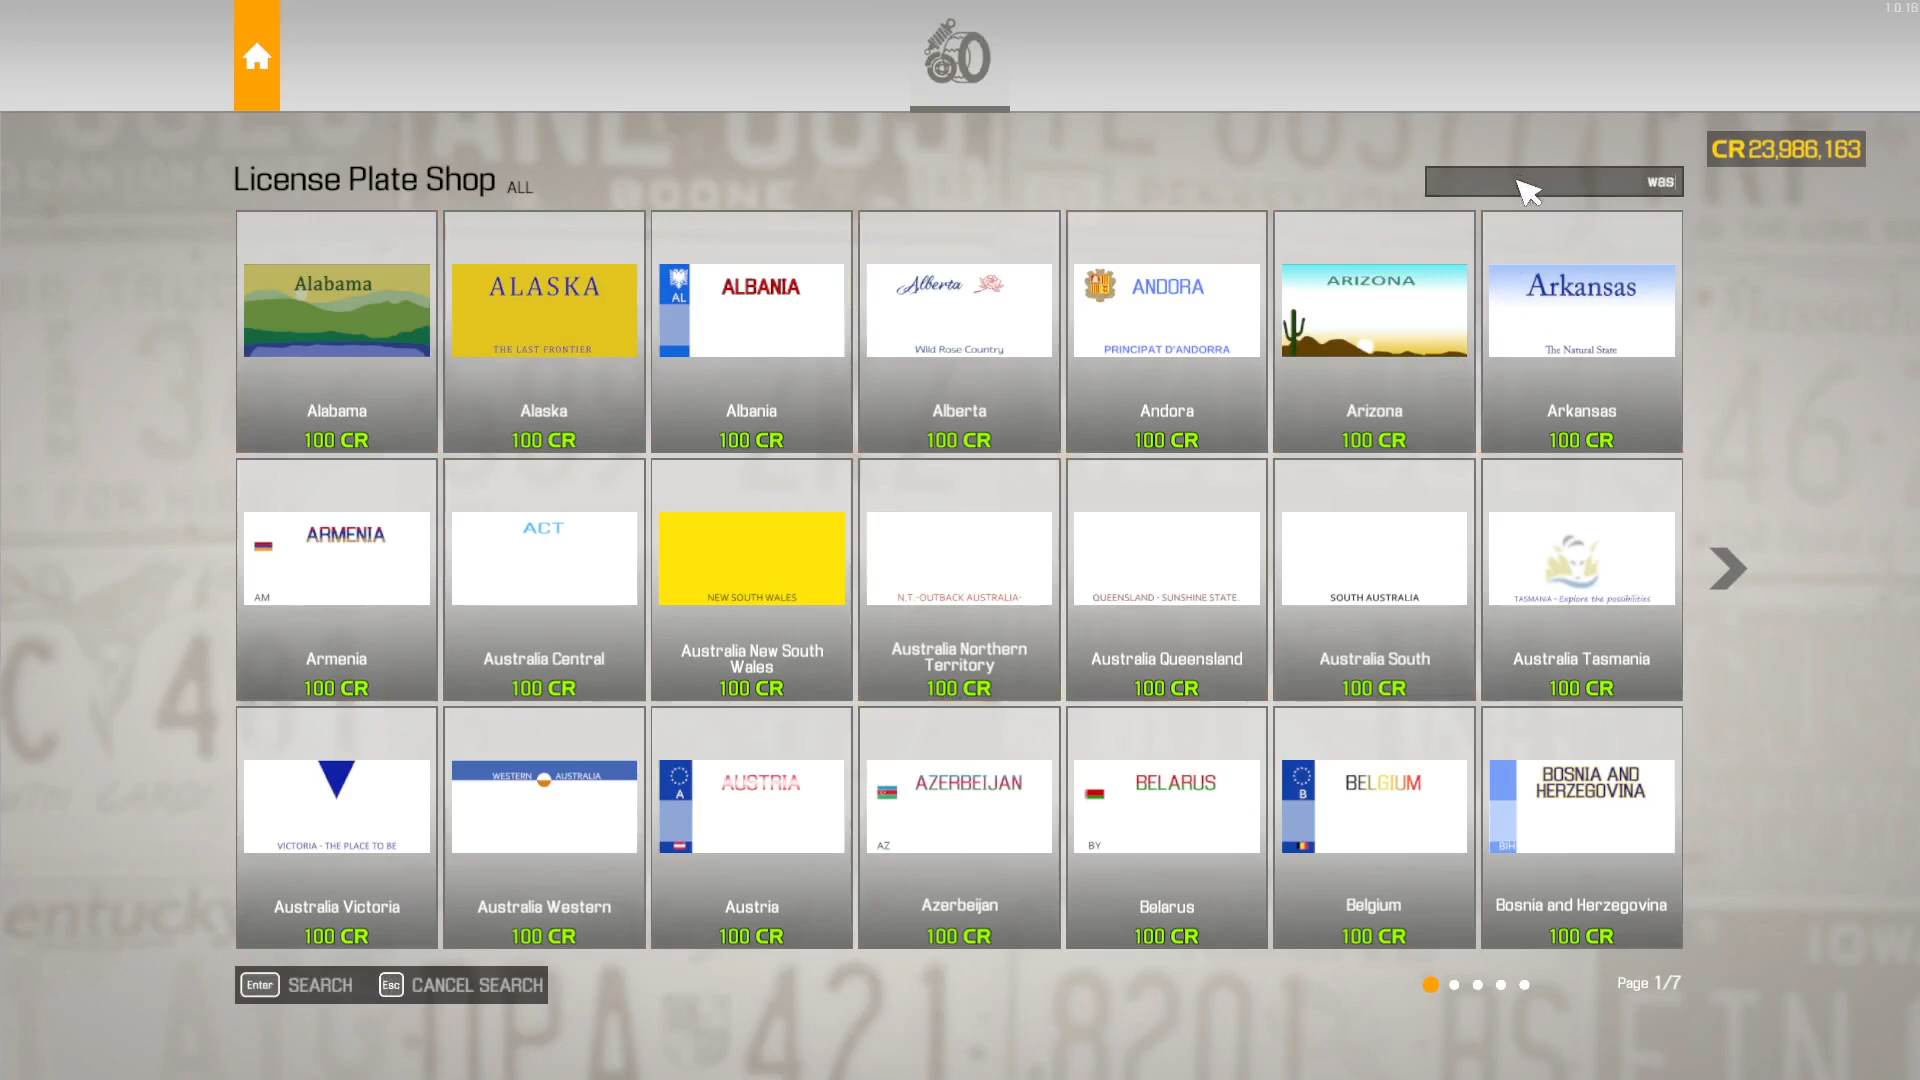 1.0.16
CR 23,986,163
License Plate Shop ALL
was
Alabama
ALASKA
THE LAST FRONTIER
AL
ALBANIA
Alberta
Wild Rose Country
ANDORA
PRINCIPAT D'ANDORRA
ARIZONA
Arkansas
The Natural State
Alabama
Alaska
Albania
Alberta
Andora
Arizona
Arkansas
100 CR
100 CR
100 CR
100 CR
100 CR
100 CR
100 CR
ARMENIA
AM
ACT
NEW SOUTH WALES
N.T.-OUTBACK AUSTRALIA-
QUEENSLAND - SUNSHINE STATE.
SOUTH AUSTRALIA
TASMANIA - Explore the possibilities
Armenia
Australia Central
Australia New South
Wales
Australia Northern
Territory
Australia Queensland
Australia South
Australia Tasmania
100 CR
100 CR
100 CR
100 CR
100 CR
100 CR
100 CR
VICTORIA - THE PLACE TO BE
WESTERN AUSTRALIA
A
AUSTRIA
AZERBEIJAN
AZ
BELARUS
BY
B
BELGIUM
BOSNIA AND
HERZEGOVINA
BIH
Australia Victoria
Australia Western
Austria
Azerbeijan
Belarus
Belgium
Bosnia and Herzegovina
100 CR
100 CR
100 CR
100 CR
100 CR
100 CR
100 CR
Enter SEARCH Esc CANCEL SEARCH
Page 1/7